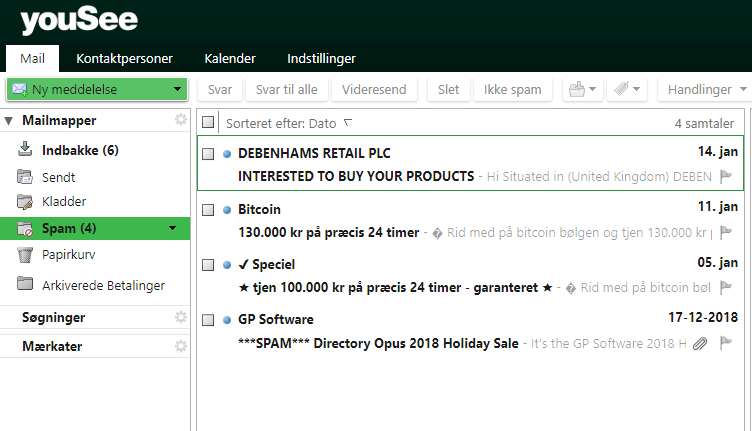 youSee
Mail Kontaktpersoner Kalender Indstillinger
Ny meddelelse Svar Svar til alle Videresend Slet Ikke spam Handlinger
Mailmapper
Indbakke (6)
Sendt
Kladder
Spam (4)
Papirkurv
Arkiverede Betalinger
Søgninger
Mærkater
Sorteret efter: Dato 4 samtaler
DEBENHAMS RETAIL PLC 14. jan
INTERESTED TO BUY YOUR PRODUCTS - Hi Situated in (United Kingdom) DEBEN
Bitcoin 11. jan
130.000 kr på præcis 24 timer - � Rid med på bitcoin bølgen og tjen 130.000 kr
✓ Speciel 05. jan
★ tjen 100.000 kr på præcis 24 timer - garanteret ★ - � Rid med på bitcoin bøl
GP Software 17-12-2018
***SPAM*** Directory Opus 2018 Holiday Sale - It's the GP Software 2018 H